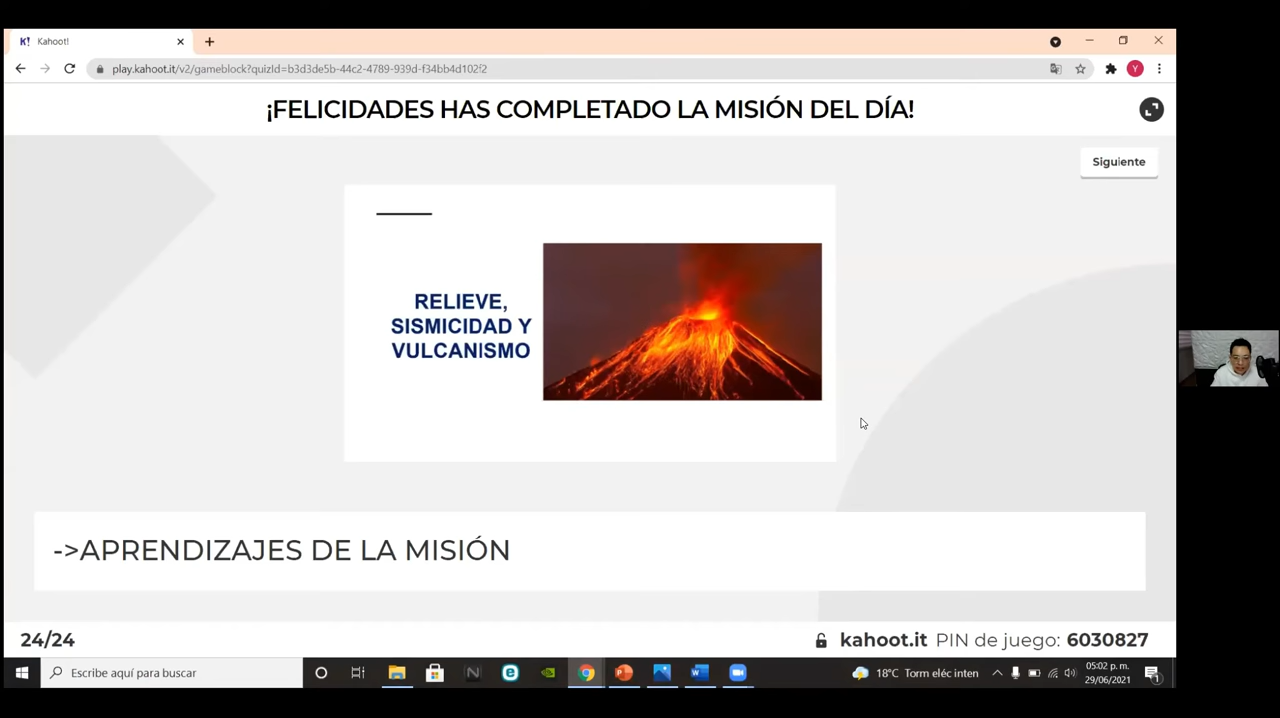 Kahoot!
play.kahoot.it/v2/gameblock?quizId=b3d3de5b-44c2-4789-939d-f34bb4d102f2
Y
¡FELICIDADES HAS COMPLETADO LA MISIÓN DEL DÍA!
Siguiente
RELIEVE,
SISMICIDAD Y
VULCANISMO
->APRENDIZAJES DE LA MISIÓN
24/24
kahoot.it PIN de juego: 6030827
Escribe aquí para buscar
18°C Torm eléc inten
05:02 p. m.
29/06/2021